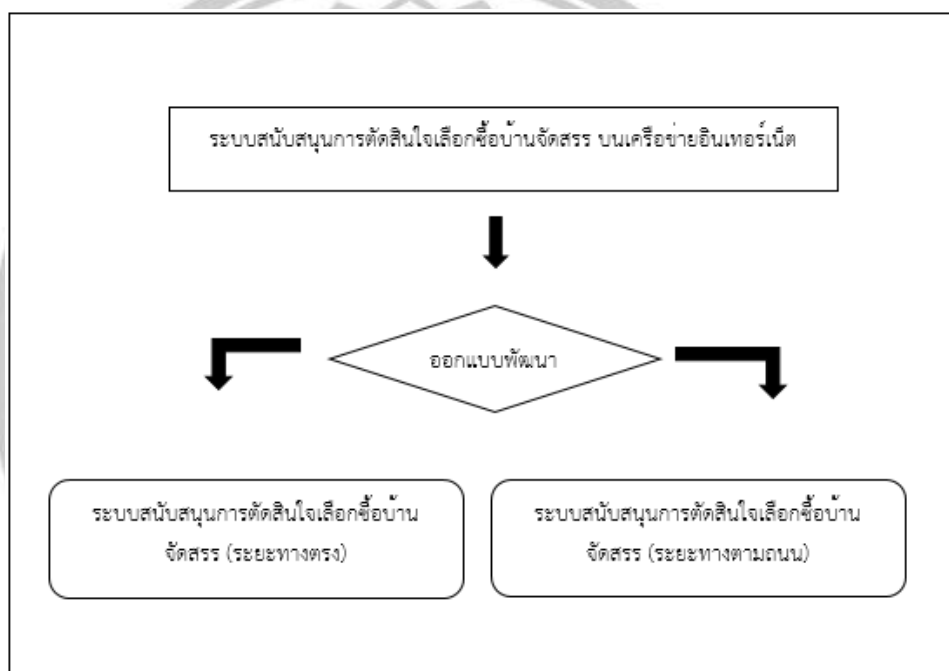 ระบบสนับสนุนการตัดสินใจเลือกซื้อบ้านจัดสรร บนเครือข่ายอินเทอร์เน็ต
ออกแบบพัฒนา
ระบบสนับสนุนการตัดสินใจเลือกซื้อบ้าน
จัดสรร (ระยะทางตรง)
ระบบสนับสนุนการตัดสินใจเลือกซื้อบ้าน
จัดสรร (ระยะทางตามถนน)